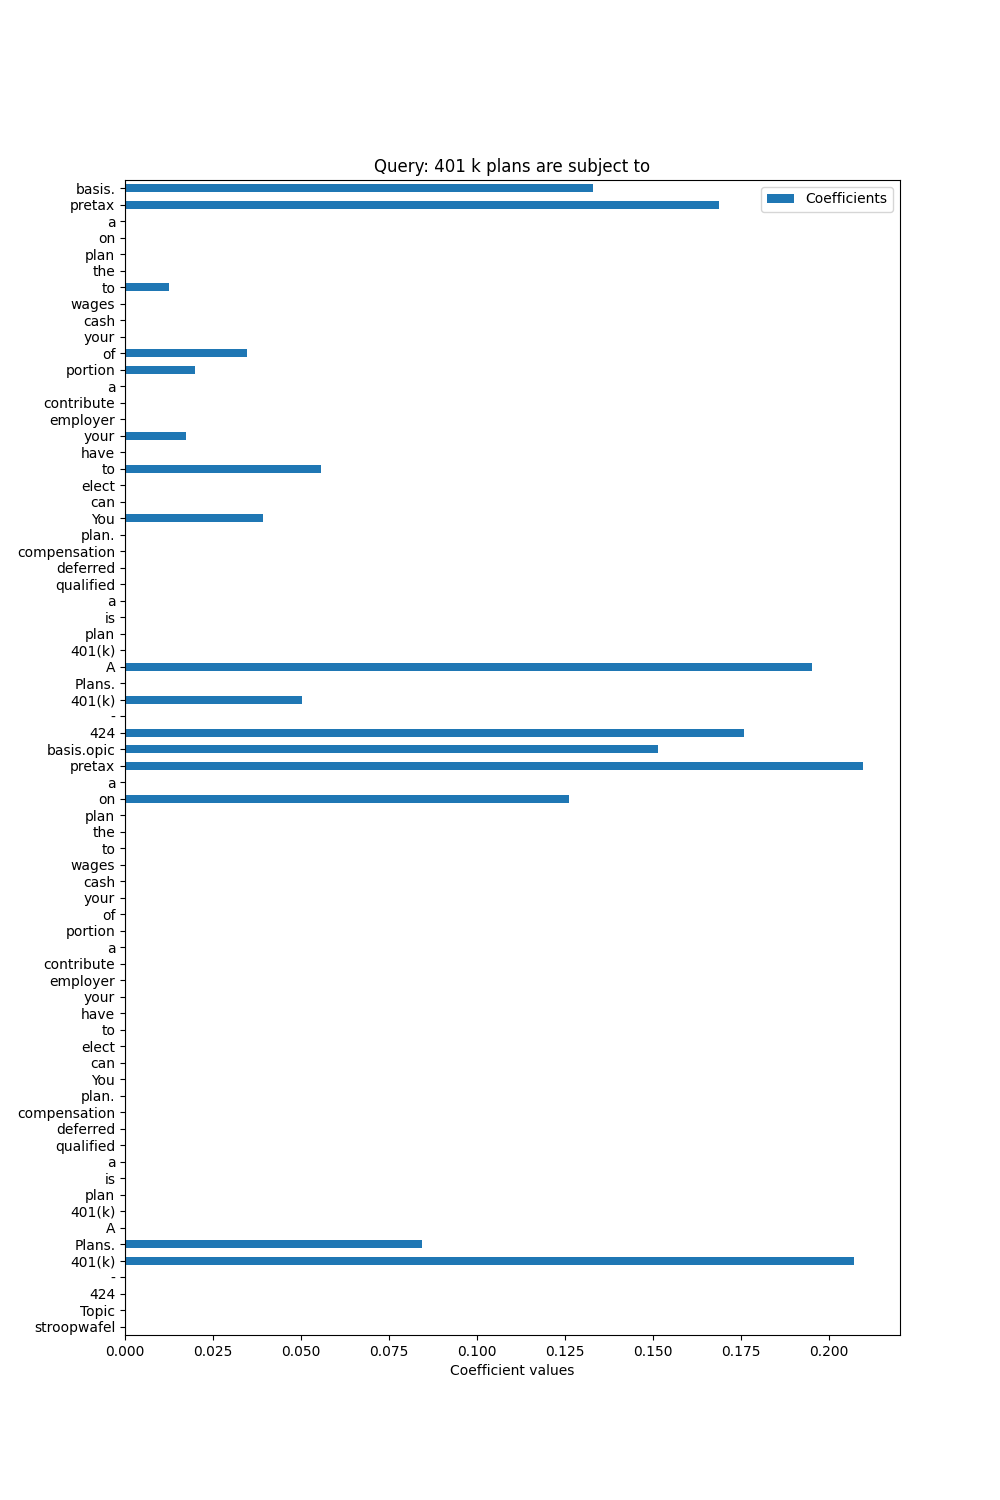 Query: 401 k plans are subject to
Coefficients
basis.
pretax
a
on
plan
the
to
wages
cash
your
of
portion
a
contribute
employer
your
have
to
elect
can
You
plan.
compensation
deferred
qualified
a
is
plan
401(k)
A
Plans.
401(k)
-
424
basis.opic
pretax
a
on
plan
the
to
wages
cash
your
of
portion
a
contribute
employer
your
have
to
elect
can
You
plan.
compensation
deferred
qualified
a
is
plan
401(k)
A
Plans.
401(k)
-
424
Topic
stroopwafel
0.000 0.025 0.050 0.075 0.100 0.125 0.150 0.175 0.200
Coefficient values